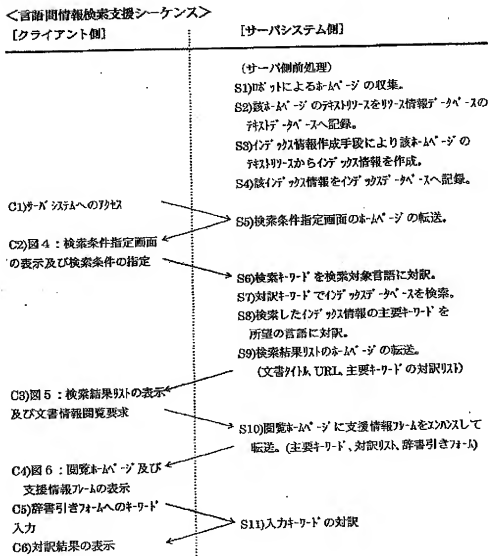 ＜言語間情報検索支援シーケンス＞
[クライアント側]
[サーバシステム側]
(サーバ側前処理)
S1)ﾛﾎﾞｯﾄによるﾎｰﾑﾍﾟｰｼﾞの収集。
S2)該ﾎｰﾑﾍﾟｰｼﾞのﾃｷｽﾄﾘｿｰｽをﾘｿｰｽ情報ﾃﾞｰﾀﾍﾞｰｽの
ﾃｷｽﾄﾃﾞｰﾀﾍﾞｰｽへ記録。
S3)ｲﾝﾃﾞｯｸｽ情報作成手段により該ﾎｰﾑﾍﾟｰｼﾞの
ﾃｷｽﾄﾘｿｰｽからｲﾝﾃﾞｯｸｽ情報を作成。
S4)該ｲﾝﾃﾞｯｸｽ情報をｲﾝﾃﾞｯｸｽﾃﾞｰﾀﾍﾞｰｽへ記録。
C1)ｻｰﾊﾞｼｽﾃﾑへのｱｸｾｽ
S5)検索条件指定画面のﾎｰﾑﾍﾟｰｼﾞの転送。
C2)図4：検索条件指定画面
の表示及び検索条件の指定
S6)検索ｷｰﾜｰﾄﾞを検索対象言語に対訳。
S7)対訳ｷｰﾜｰﾄﾞでｲﾝﾃﾞｯｸｽﾃﾞｰﾀﾍﾞｰｽを検索。
S8)検索したｲﾝﾃﾞｯｸｽ情報の主要ｷｰﾜｰﾄﾞを
所望の言語に対訳。
S9)検索結果ﾘｽﾄのﾎｰﾑﾍﾟｰｼﾞの転送。
(文書ﾀｲﾄﾙ、URL、主要ｷｰﾜｰﾄﾞの対訳ﾘｽﾄ)
C3)図5：検索結果ﾘｽﾄの表示
及び文書情報閲覧要求
S10)閲覧ﾎｰﾑﾍﾟｰｼﾞに支援情報ﾌﾚｰﾑをｴﾝﾊﾝｽして
転送。(主要ｷｰﾜｰﾄﾞ、対訳ﾘｽﾄ、辞書引きﾌｫｰﾑ)
C4)図6：閲覧ﾎｰﾑﾍﾟｰｼﾞ及び
支援情報ﾌﾚｰﾑの表示
C5)辞書引きﾌｫｰﾑへのｷｰﾜｰﾄﾞ
入力
S11)入力ｷｰﾜｰﾄﾞの対訳
C6)対訳結果の表示